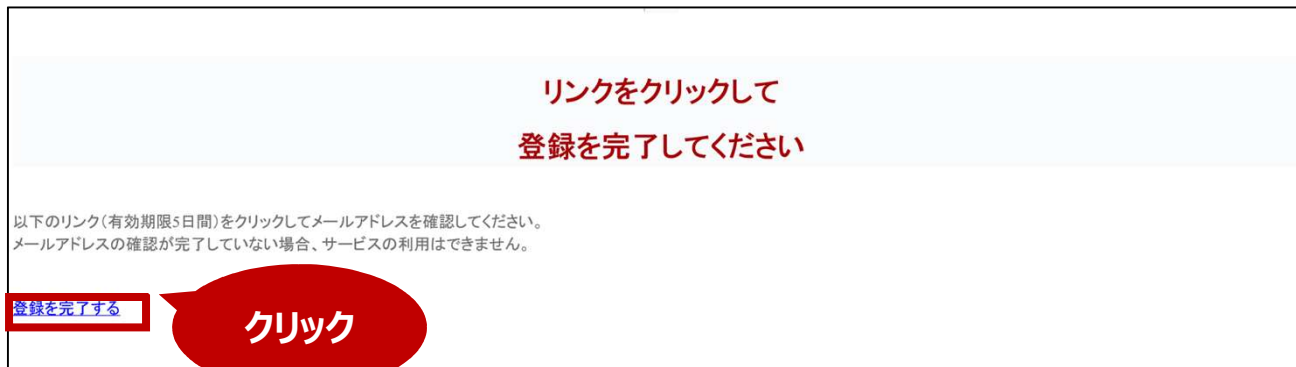 リンクをクリックして
登録を完了してください
以下のリンク(有効期限5日間)をクリックしてメールアドレスを確認してください。
メールアドレスの確認が完了していない場合、サービスの利用はできません。
登録を完了する
クリック